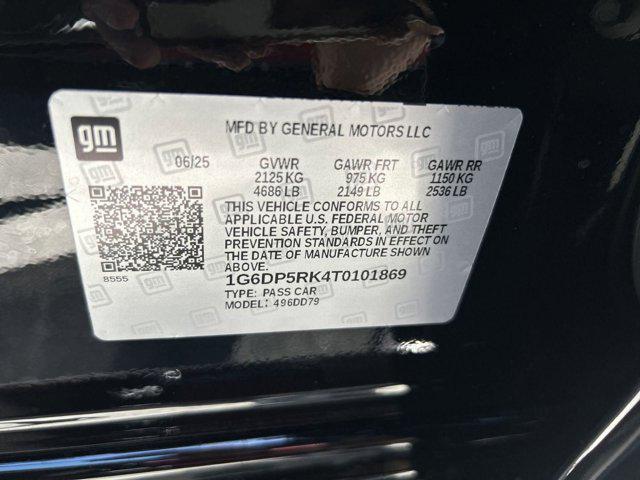 gm
MFD BY GENERAL MOTORS LLC
06/25 GVWR GAWR FRT GAWR RR
2125 KG 975 KG 1150 KG
4686 LB 2149 LB 2536 LB
THIS VEHICLE CONFORMS TO ALL
APPLICABLE U.S. FEDERAL MOTOR
VEHICLE SAFETY, BUMPER, AND THEFT
PREVENTION STANDARDS IN EFFECT ON
THE DATE OF MANUFACTURE SHOWN
ABOVE.
8555
1G6DP5RK4T0101869
TYPE: PASS CAR
MODEL: 496DD79